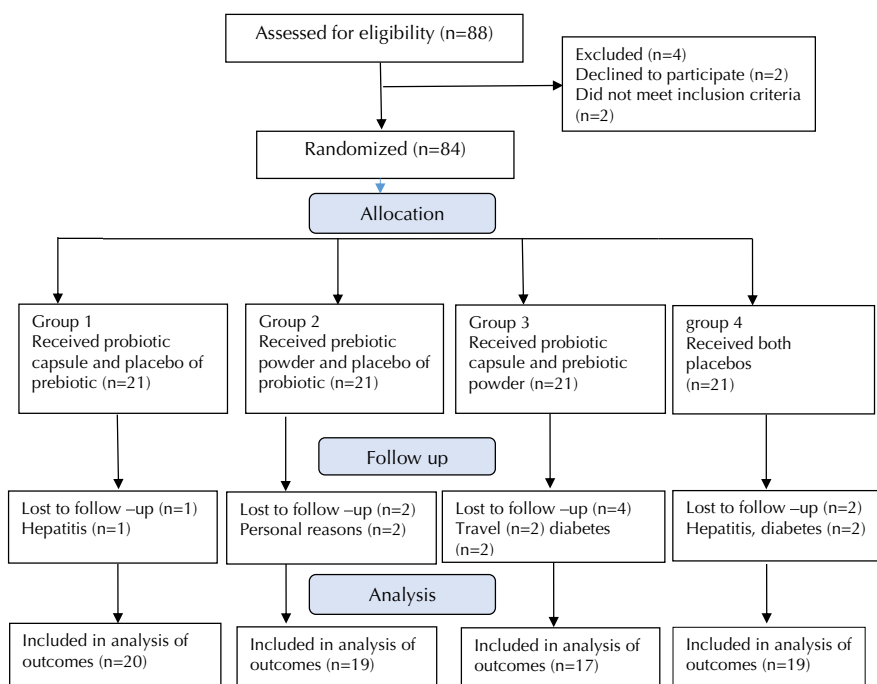 Assessed for eligibility (n=88)
Excluded (n=4)
Declined to participate (n=2)
Did not meet inclusion criteria
(n=2)
Randomized (n=84)
Allocation
Group 1
Received probiotic
capsule and placebo of
prebiotic (n=21)
Group 2
Received prebiotic
powder and placebo of
probiotic (n=21)
Group 3
Received probiotic
capsule and prebiotic
powder (n=21)
group 4
Received both
placebos
(n=21)
Follow up
Lost to follow –up (n=1)
Hepatitis (n=1)
Lost to follow –up (n=2)
Personal reasons (n=2)
Lost to follow –up (n=4)
Travel (n=2) diabetes
(n=2)
Lost to follow –up (n=2)
Hepatitis, diabetes (n=2)
Analysis
Included in analysis of
outcomes (n=20)
Included in analysis of
outcomes (n=19)
Included in analysis of
outcomes (n=17)
Included in analysis of
outcomes (n=19)